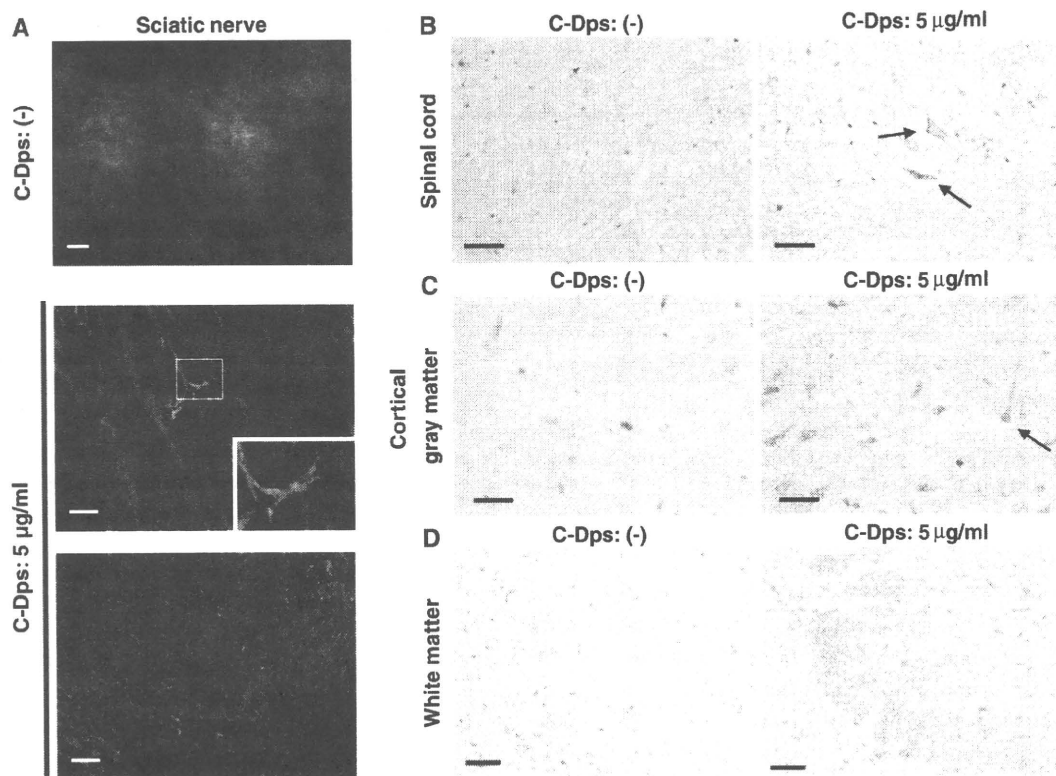 A
Sciatic nerve
C-Dps: (-)
C-Dps: 5 µg/ml
B
C-Dps: (-)
C-Dps: 5 µg/ml
Spinal cord
C
C-Dps: (-)
C-Dps: 5 µg/ml
Cortical
gray matter
D
C-Dps: (-)
C-Dps: 5 µg/ml
White matter